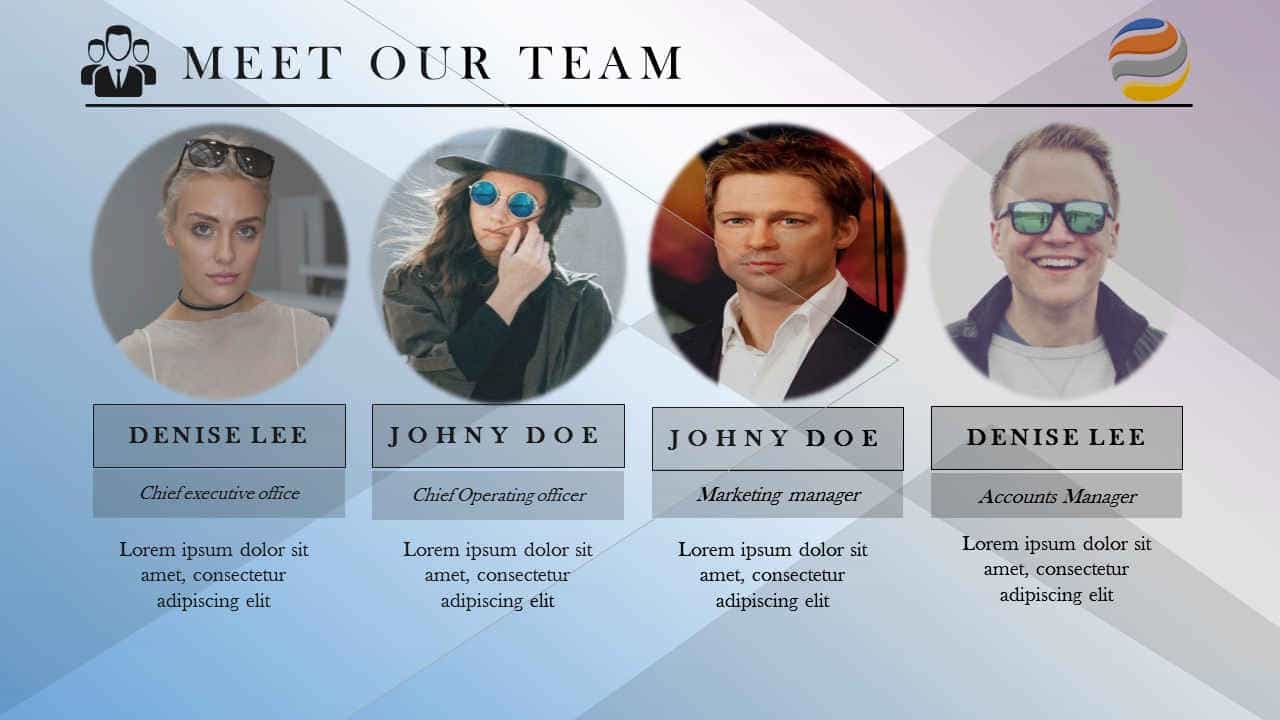 MEET OUR TEAM
DENISE LEE
Chief executive office
Lorem ipsum dolor sit
amet, consectetur
adipiscing elit
JOHNY DOE
Chief Operating officer
Lorem ipsum dolor sit
amet, consectetur
adipiscing elit
JOHNY DOE
Marketing manager
Lorem ipsum dolor sit
amet, consectetur
adipiscing elit
DENISE LEE
Accounts Manager
Lorem ipsum dolor sit
amet, consectetur
adipiscing elit